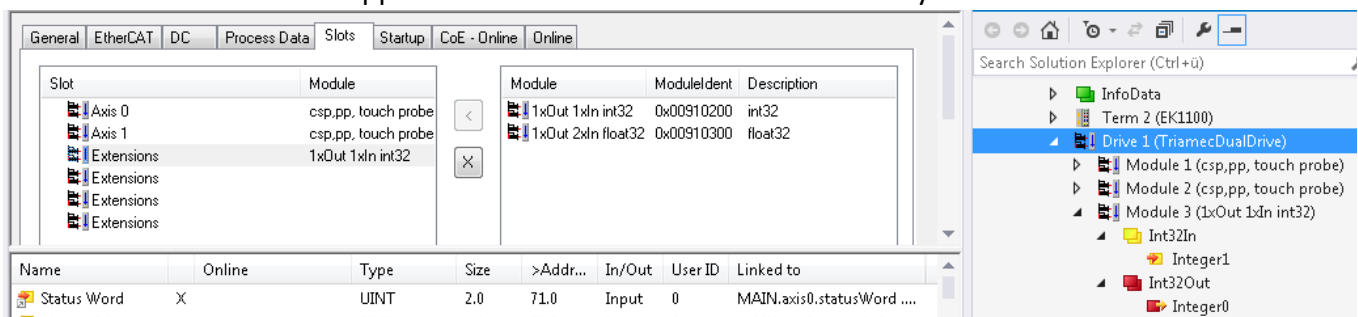 General EtherCAT DC Process Data Slots Startup CoE - Online Online
Slot Module
Axis 0 csp,pp, touch probe
Axis 1 csp,pp, touch probe
Extensions 1xOut 1xIn int32
Extensions
Extensions
Extensions
<
X
Module ModuleIdent Description
1xOut 1xIn int32 0x00910200 int32
1xOut 2xIn float32 0x00910300 float32
Name Online Type Size >Addr... In/Out User ID Linked to
Status Word X UINT 2.0 71.0 Input 0 MAIN.axis0.statusWord ....
Search Solution Explorer (Ctrl+ü)
InfoData
Term 2 (EK1100)
Drive 1 (TriamecDualDrive)
Module 1 (csp,pp, touch probe)
Module 2 (csp,pp, touch probe)
Module 3 (1xOut 1xIn int32)
Int32In
Integer1
Int32Out
Integer0